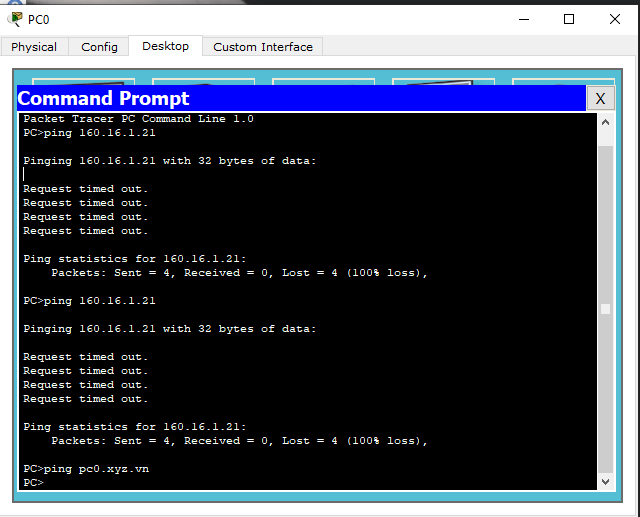 PC0
Physical Config Desktop Custom Interface
Command Prompt X
Packet Tracer PC Command Line 1.0
PC>ping 160.16.1.21
Pinging 160.16.1.21 with 32 bytes of data:
Request timed out.
Request timed out.
Request timed out.
Request timed out.
Ping statistics for 160.16.1.21:
Packets: Sent = 4, Received = 0, Lost = 4 (100% loss),
PC>ping 160.16.1.21
Pinging 160.16.1.21 with 32 bytes of data:
Request timed out.
Request timed out.
Request timed out.
Request timed out.
Ping statistics for 160.16.1.21:
Packets: Sent = 4, Received = 0, Lost = 4 (100% loss),
PC>ping pc0.xyz.vn
PC>